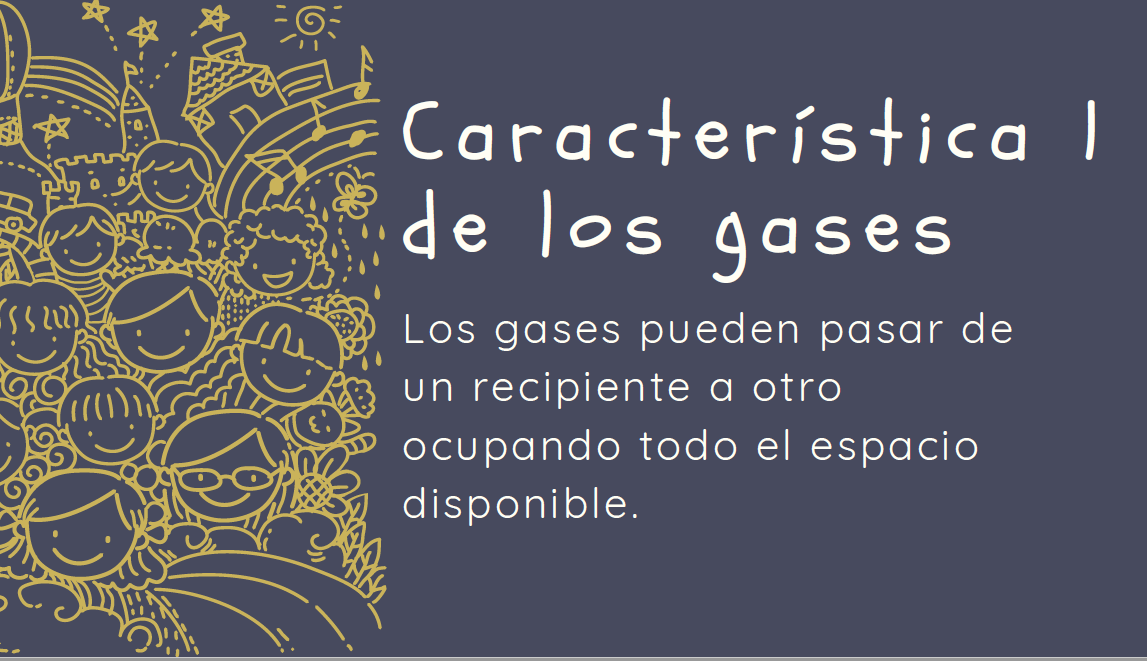 Característica 1
de los gases
Los gases pueden pasar de
un recipiente a otro
ocupando todo el espacio
disponible.